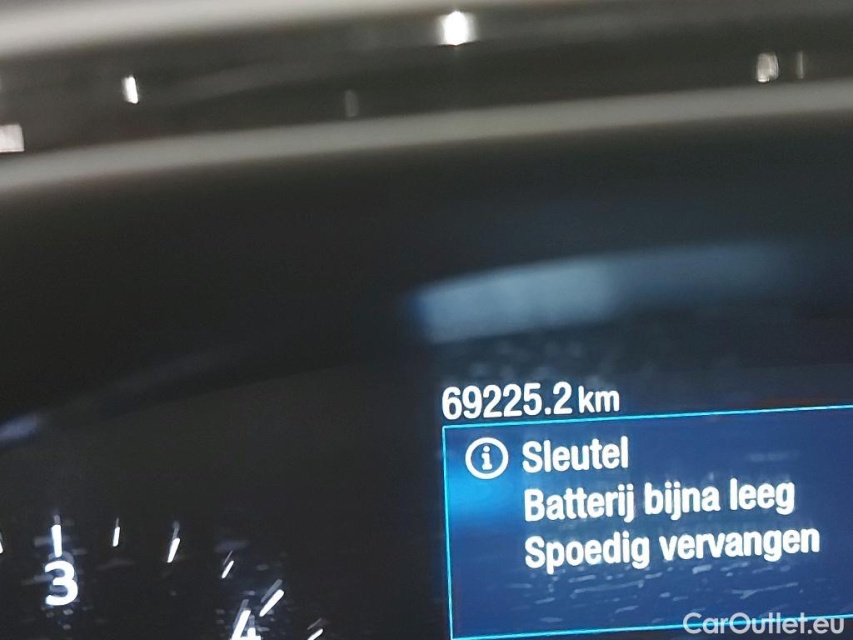 69225.2 km
Sleutel
Batterij bijna leeg
Spoedig vervangen
3
4
CarOutlet.eu